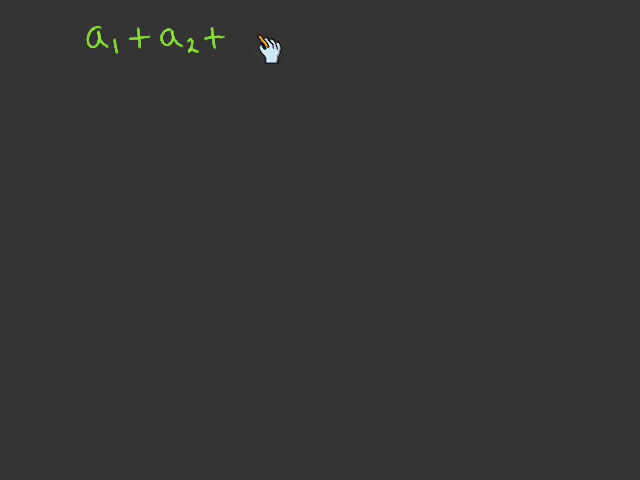 a₁ + a₂ +